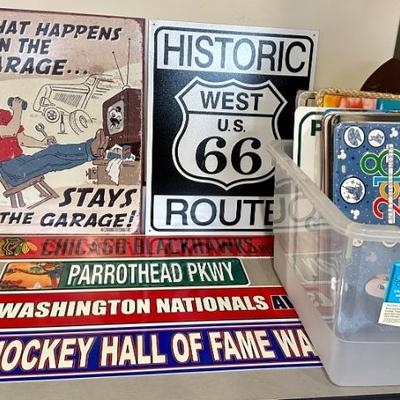 HAT HAPPENS
N THE
ARAGE...
STAYS
THE GARAGE!
HISTORIC
WEST
U.S.
66
ROUTE
CHICAGO BLACKHAWKS
PARROTHEAD PKWY
WASHINGTON NATIONALS A
HOCKEY HALL OF FAME WA